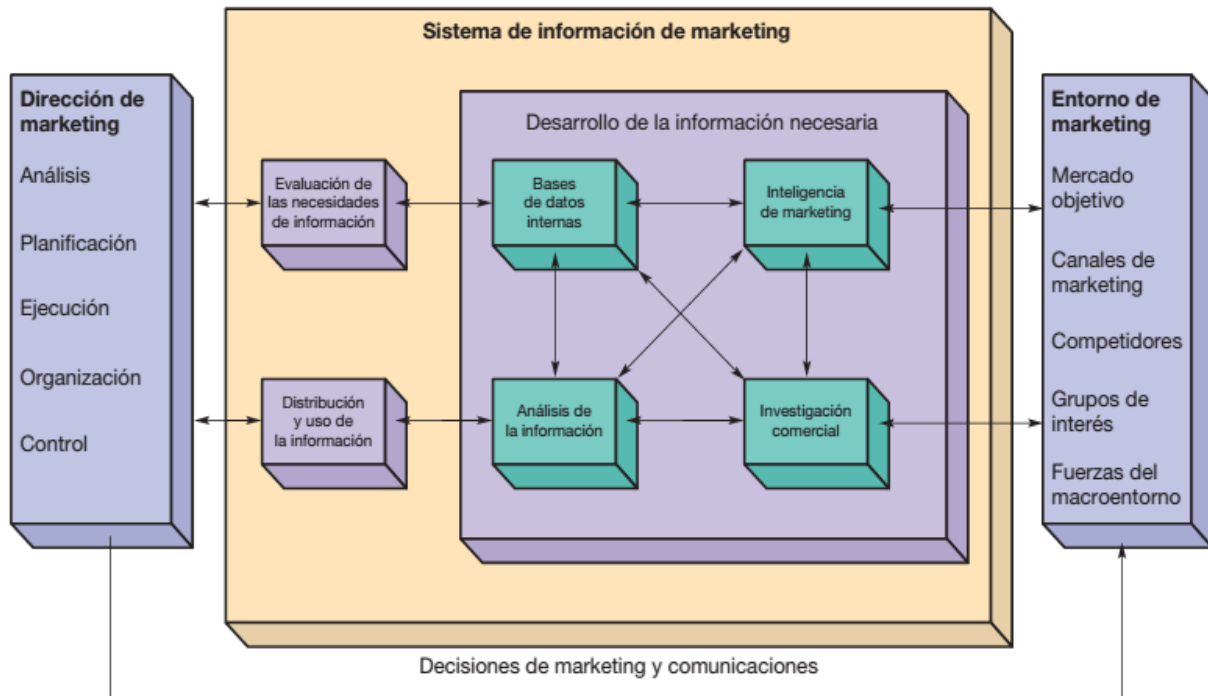 Sistema de información de marketing
Dirección de
marketing
Análisis
Planificación
Ejecución
Organización
Control
Evaluación de
las necesidades
de información
Distribución
y uso de
la información
Desarrollo de la información necesaria
Bases
de datos
internas
Inteligencia
de marketing
Análisis de
la información
Investigación
comercial
Entorno de
marketing
Mercado
objetivo
Canales de
marketing
Competidores
Grupos de
interés
Fuerzas del
macroentorno
Decisiones de marketing y comunicaciones